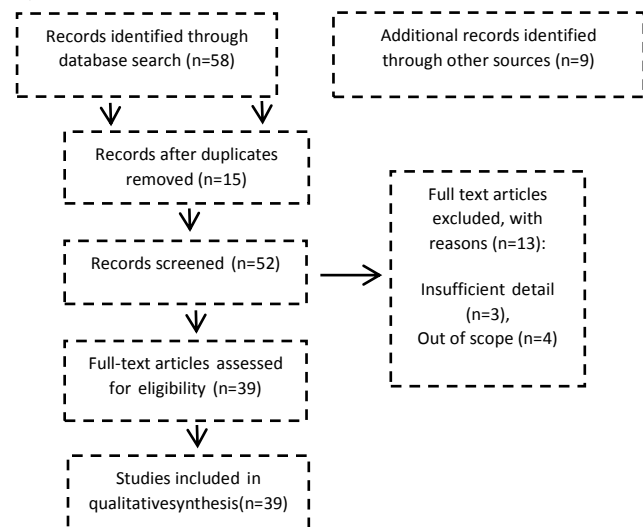 Records identified through
database search (n=58)
Additional records identified
through other sources (n=9)
Records after duplicates
removed (n=15)
Records screened (n=52)
Full text articles
excluded, with
reasons (n=13):
Insufficient detail
(n=3),
Out of scope (n=4)
Full-text articles assessed
for eligibility (n=39)
Studies included in
qualitativesynthesis(n=39)